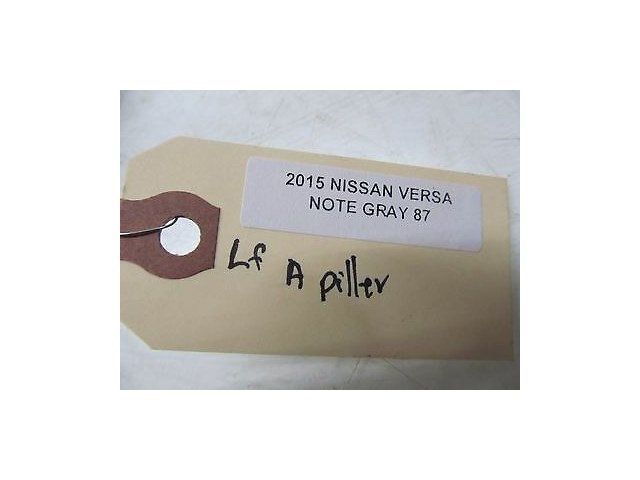 2015 NISSAN VERSA
NOTE GRAY 87
Lf A piller